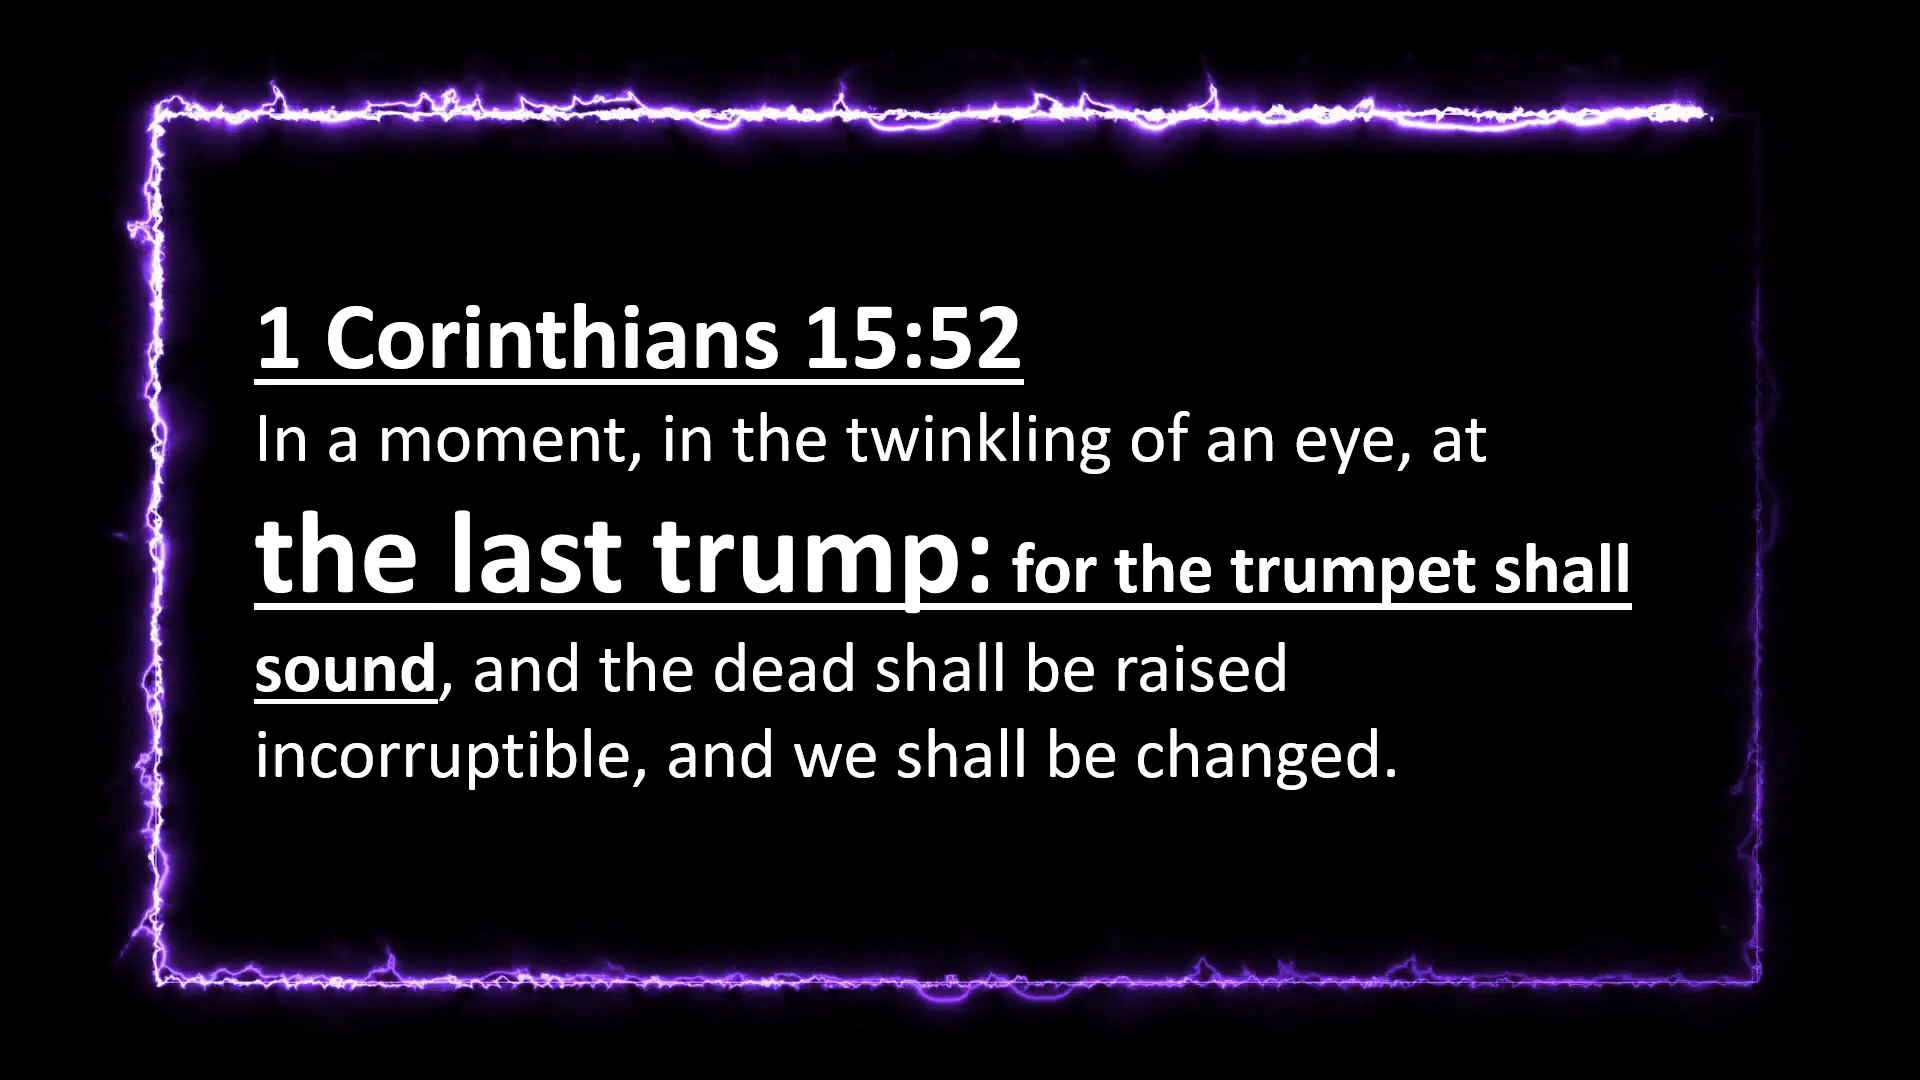 1 Corinthians 15:52
In a moment, in the twinkling of an eye, at
the last trump: for the trumpet shall
sound, and the dead shall be raised
incorruptible, and we shall be changed.